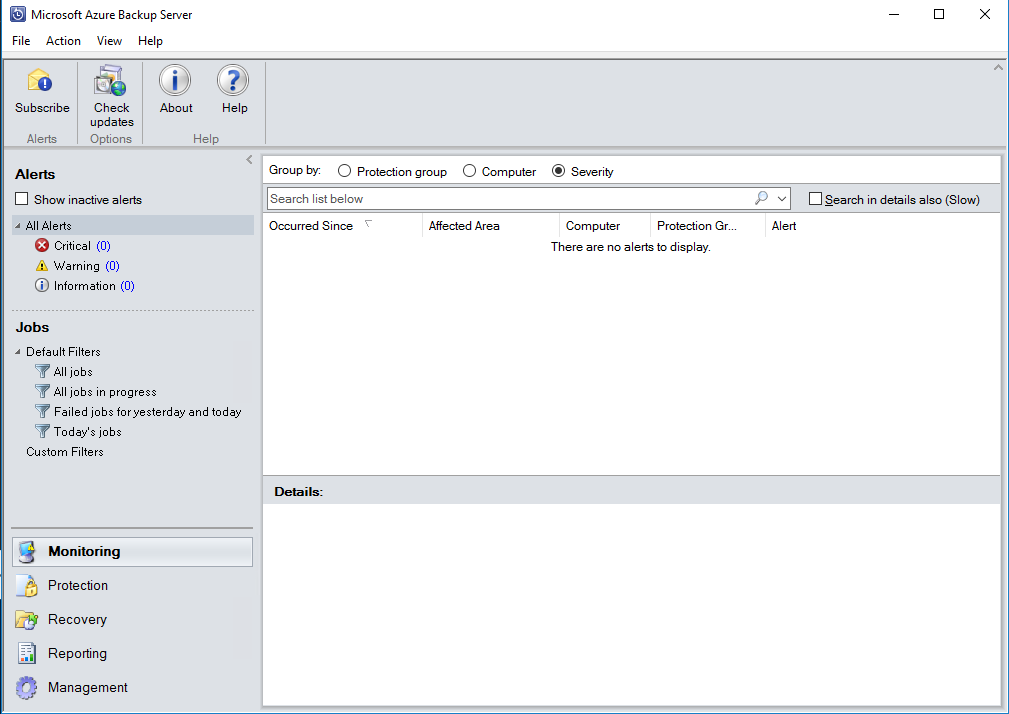 Microsoft Azure Backup Server
File Action View Help
Subscribe
Alerts
Check
updates
Options
About
Help
Help
Alerts
Show inactive alerts
All Alerts
Critical (0)
Warning (0)
Information (0)
Jobs
Default Filters
All jobs
All jobs in progress
Failed jobs for yesterday and today
Today's jobs
Custom Filters
Monitoring
Protection
Recovery
Reporting
Management
Group by: Protection group Computer Severity
Search list below
Search in details also (Slow)
Occurred Since Affected Area Computer Protection Gr... Alert
There are no alerts to display.
Details: